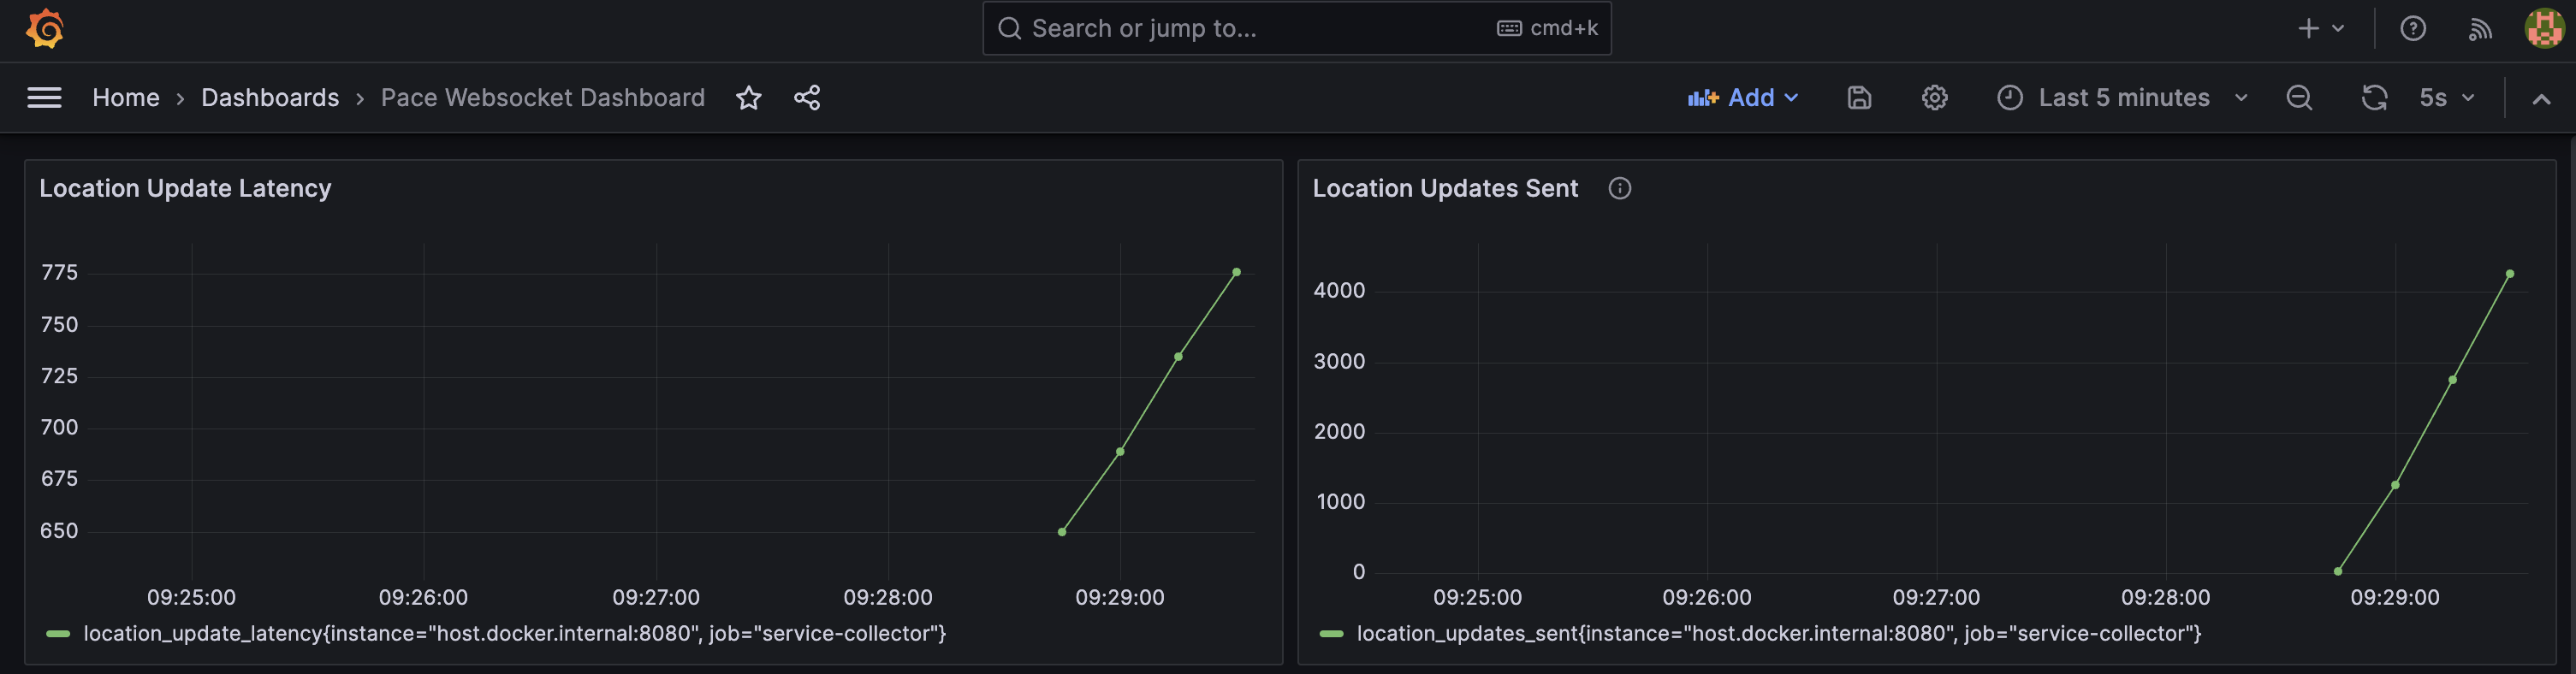 Search or jump to...
cmd+k
Home › Dashboards › Pace Websocket Dashboard
Add
Last 5 minutes
5s
Location Update Latency
775
750
725
700
675
650
09:25:00 09:26:00 09:27:00 09:28:00 09:29:00
location_update_latency{instance="host.docker.internal:8080", job="service-collector"}
Location Updates Sent
4000
3000
2000
1000
0
09:25:00 09:26:00 09:27:00 09:28:00 09:29:00
location_updates_sent{instance="host.docker.internal:8080", job="service-collector"}